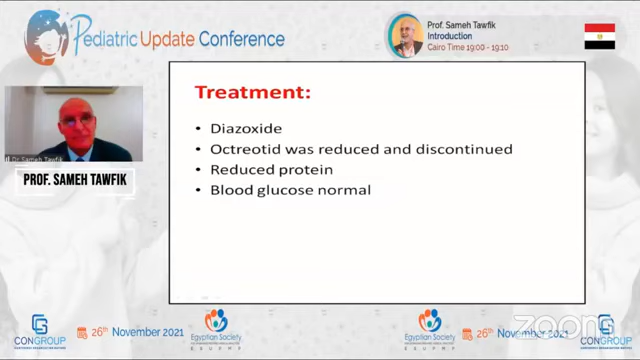 Pediatric Update Conference
Prof. Sameh Tawfik
Introduction
Cairo Time 19:00 - 19:10
Treatment:
• Diazoxide
• Octreotid was reduced and discontinued
• Reduced protein
• Blood glucose normal
Dr. Sameh Tawfik
PROF. SAMEH TAWFIK
CONGROUP
26th November 2021
Egyptian Society
Egyptian Society
26th November 2021
CONGROUP
zoom